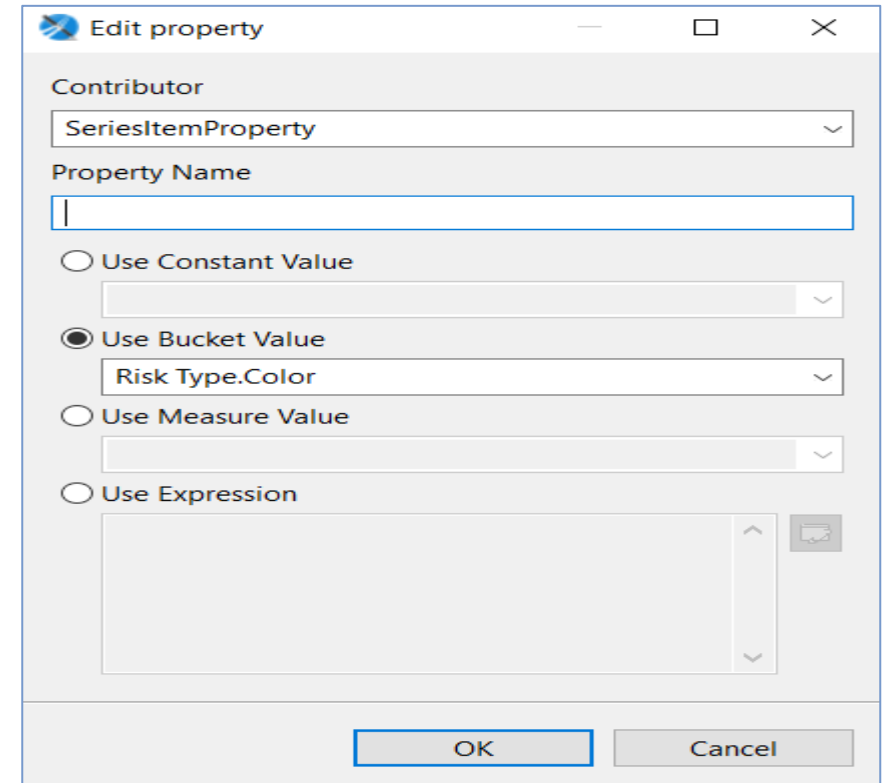 Edit property
Contributor
SeriesItemProperty
Property Name
Use Constant Value
Use Bucket Value
Risk Type.Color
Use Measure Value
Use Expression
OK Cancel